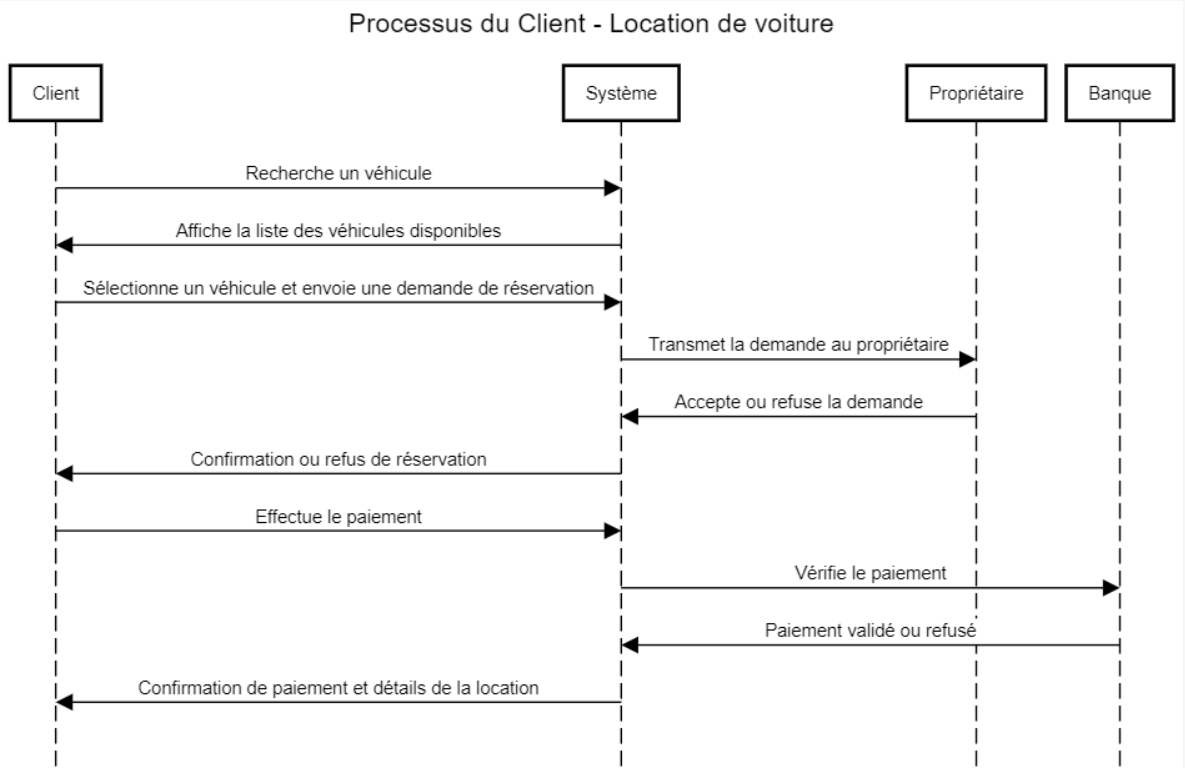 Processus du Client - Location de voiture
Client
Système
Propriétaire
Banque
Recherche un véhicule
Affiche la liste des véhicules disponibles
Sélectionne un véhicule et envoie une demande de réservation
Transmet la demande au propriétaire
Accepte ou refuse la demande
Confirmation ou refus de réservation
Effectue le paiement
Vérifie le paiement
Paiement validé ou refusé
Confirmation de paiement et détails de la location